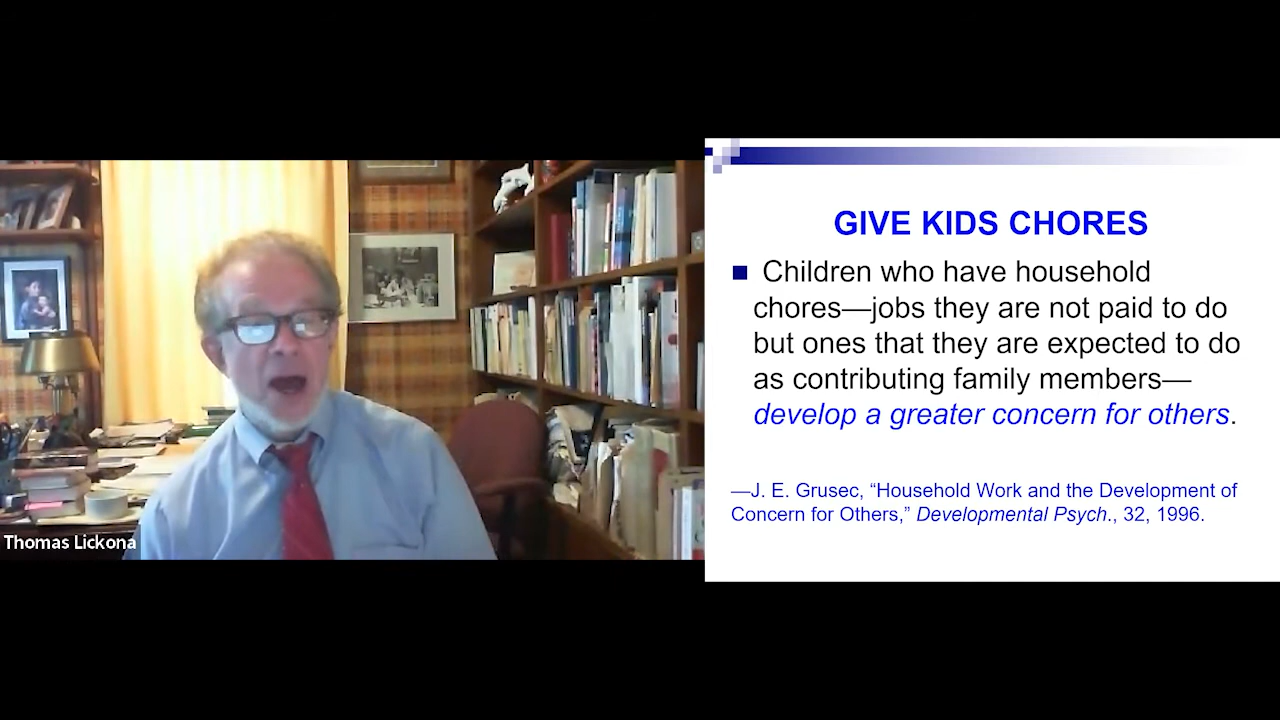 Thomas Lickona
GIVE KIDS CHORES
■ Children who have household
chores—jobs they are not paid to do
but ones that they are expected to do
as contributing family members—
develop a greater concern for others.
—J. E. Grusec, “Household Work and the Development of
Concern for Others,” Developmental Psych., 32, 1996.